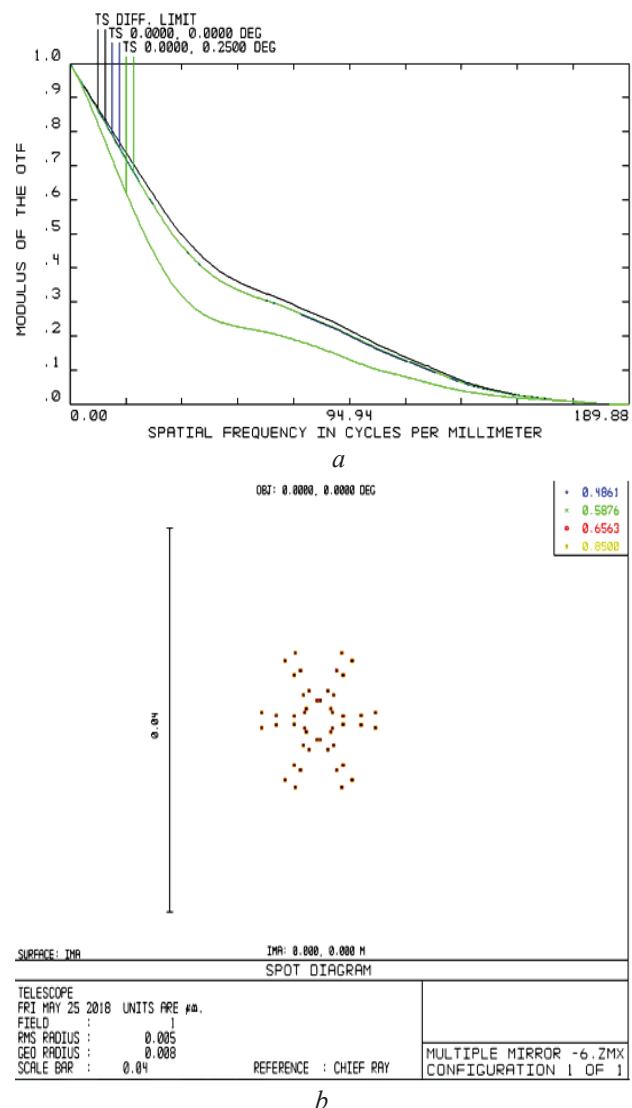 TS DIFF. LIMIT
TS 0.0000, 0.0000 DEG
TS 0.0000, 0.2500 DEG
1.0
.9
.8
.7
.6
.5
.4
.3
.2
.1
.0
MODULUS OF THE OTF
0.00 94.94 189.88
SPATIAL FREQUENCY IN CYCLES PER MILLIMETER
a
OBJ: 0.0000, 0.0000 DEG
0.4861
0.5876
0.6563
0.8500
0.04
SURFACE: IMA
IMA: 0.000, 0.000 M
SPOT DIAGRAM
TELESCOPE
FRI MAY 25 2018 UNITS ARE µm.
FIELD : 1
RMS RADIUS : 0.005
GEO RADIUS : 0.008
SCALE BAR : 0.04 REFERENCE : CHIEF RAY
MULTIPLE MIRROR -6.ZMX
CONFIGURATION 1 OF 1
b